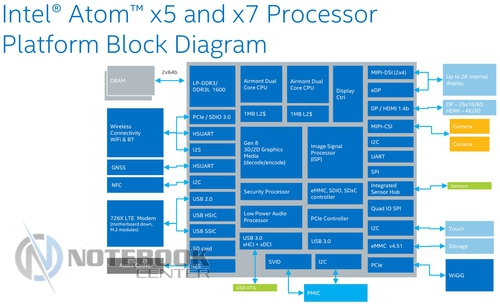 Intel® Atom™ x5 and x7 Processor
Platform Block Diagram
DRAM
2x64b
LP-DDR3/
DDR3L 1600
Airmont Dual
Core CPU
Airmont Dual
Core CPU
1MB L2$
1MB L2$
Display
Ctrl
MIPI-DSI (2x4)
eDP
Up to 2K internal
display
DP / HDMI 1.4b
DP – 25x16/60
HDMI – 4K/30
Wireless
Connectivity
WiFi & BT
PCIe / SDIO 3.0
HSUART
I2S
Gen 8
3D/2D Graphics
Media
(decode/encode)
Image Signal
Processor
(ISP)
MIPI-CSI
Camera
Camera
I2C
UART
SPI
GNSS
HSUART
NFC
I2C
Security Processor
eMMC, SDIO, SDxC
controller
Integrated
Sensor Hub
Sensors
726X LTE Modem
(motherboard down,
M.2 modules)
USB 2.0
USB HSIC
USB SSIC
Low Power Audio
Processor
PCIe Controller
Quad IO SPI
I2C
Touch
SD card
USB 3.0
xHCI + xDCI
USB 3.0
eMMC v4.51
Storage
Audio Codec
I2S
SVID
I2C
PCIe
WiGiG
USB OTG
PMIC
NOTEBOOK
CENTER